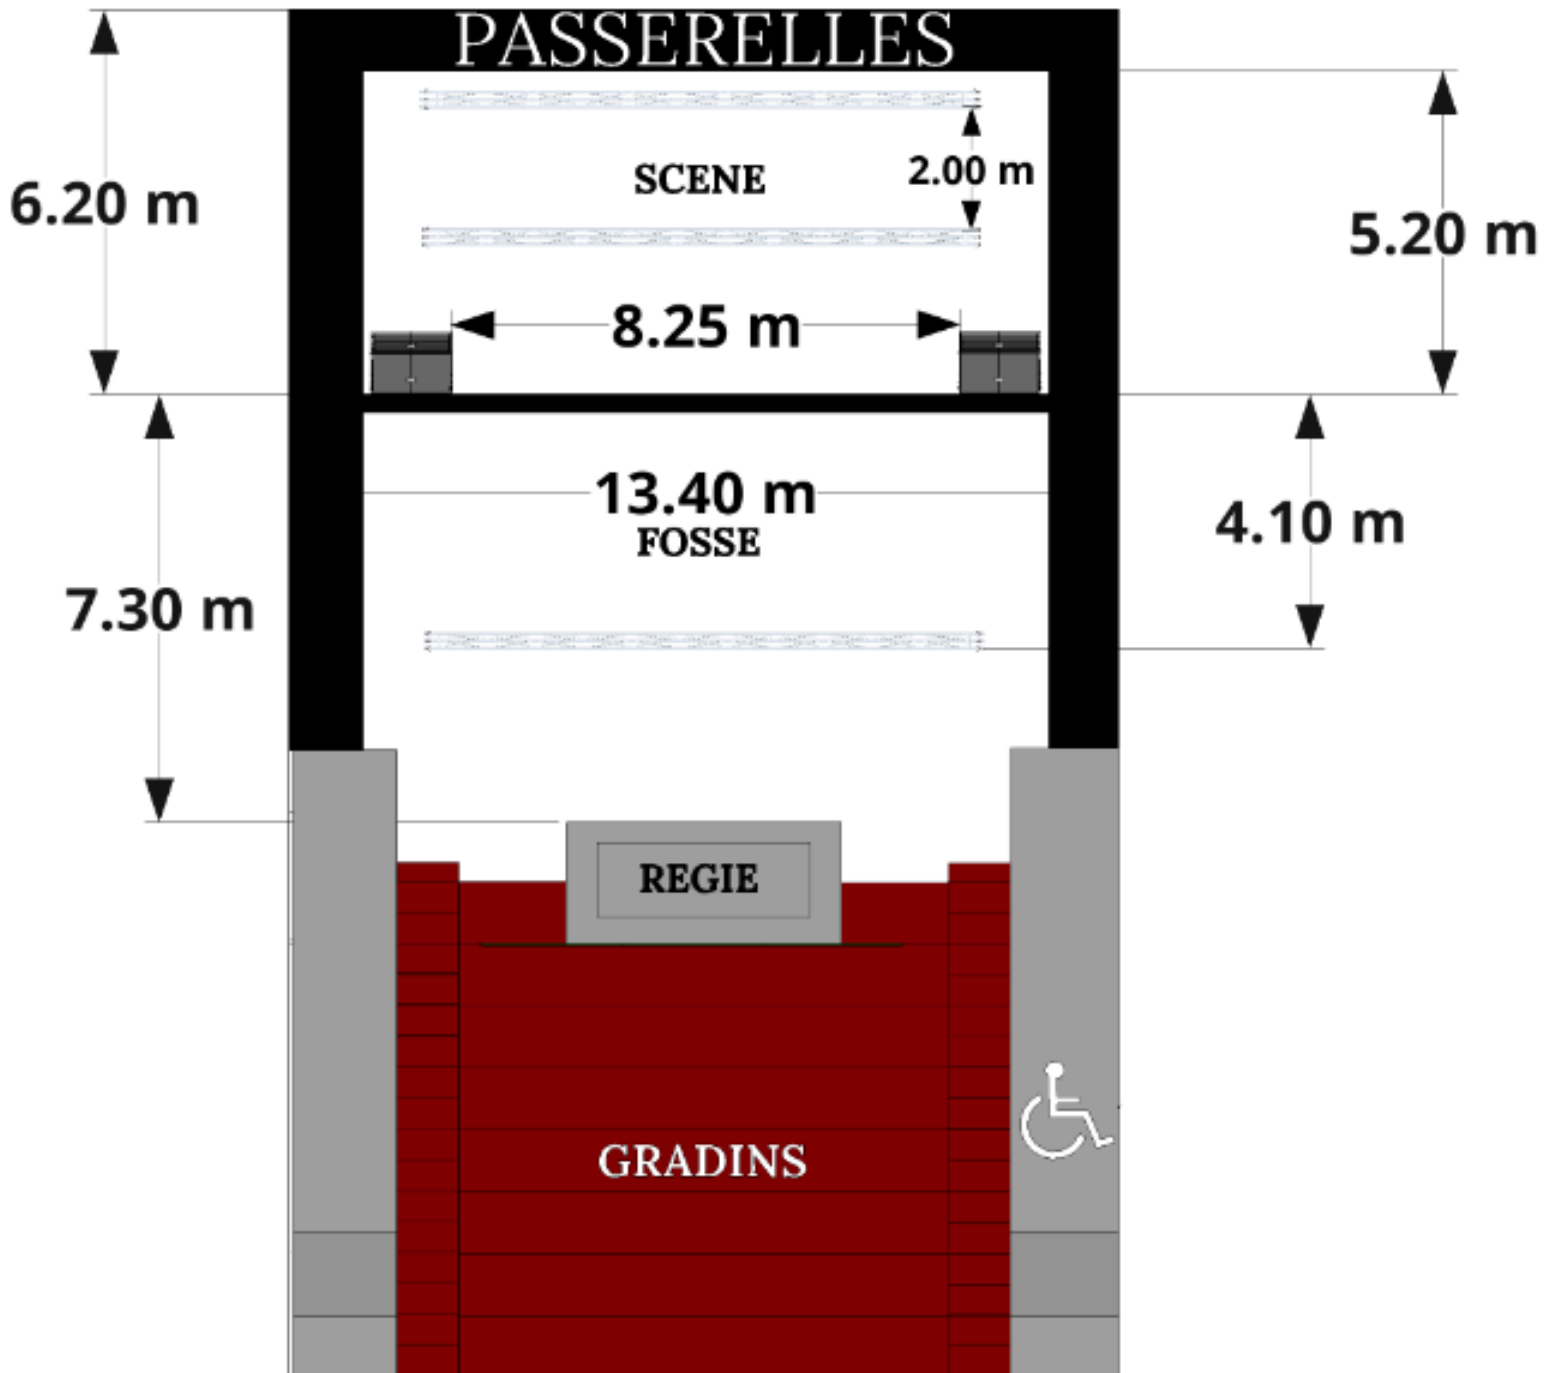 PASSERELLES
2.00 m
SCENE
6.20 m
5.20 m
8.25 m
13.40 m
4.10 m
FOSSE
7.30 m
REGIE
GRADINS